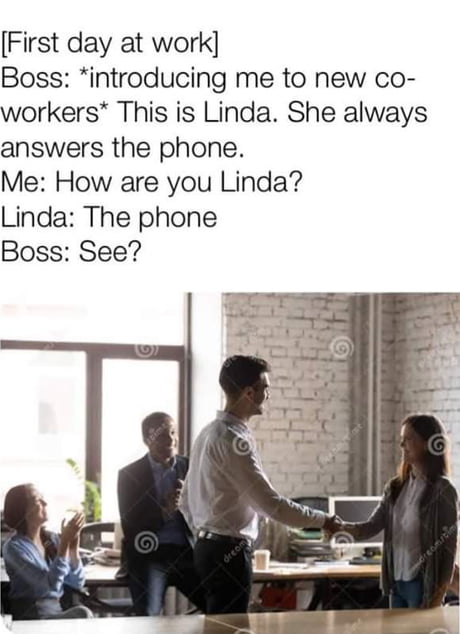 [First day at work]
Boss: *introducing me to new co-
workers* This is Linda. She always
answers the phone.
Me: How are you Linda?
Linda: The phone
Boss: See?